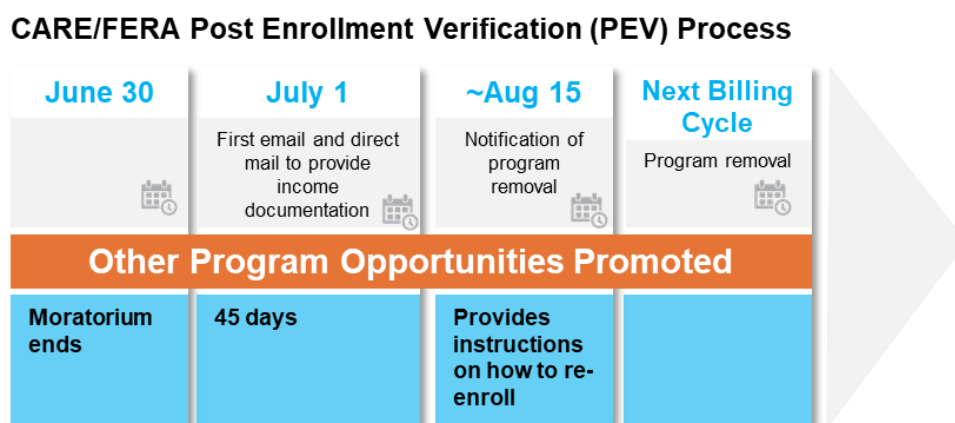 CARE/FERA Post Enrollment Verification (PEV) Process
June 30
July 1
First email and direct
mail to provide
income
documentation
~Aug 15
Notification of
program
removal
Next Billing
Cycle
Program removal
Other Program Opportunities Promoted
Moratorium
ends
45 days
Provides
instructions
on how to re-
enroll